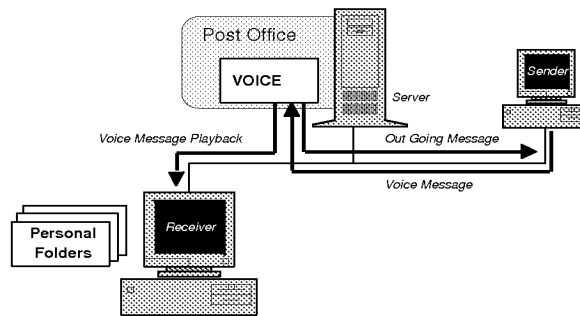 Post Office
VOICE
Sender
Server
Voice Message Playback
Out Going Message
Voice Message
Receiver
Personal
Folders